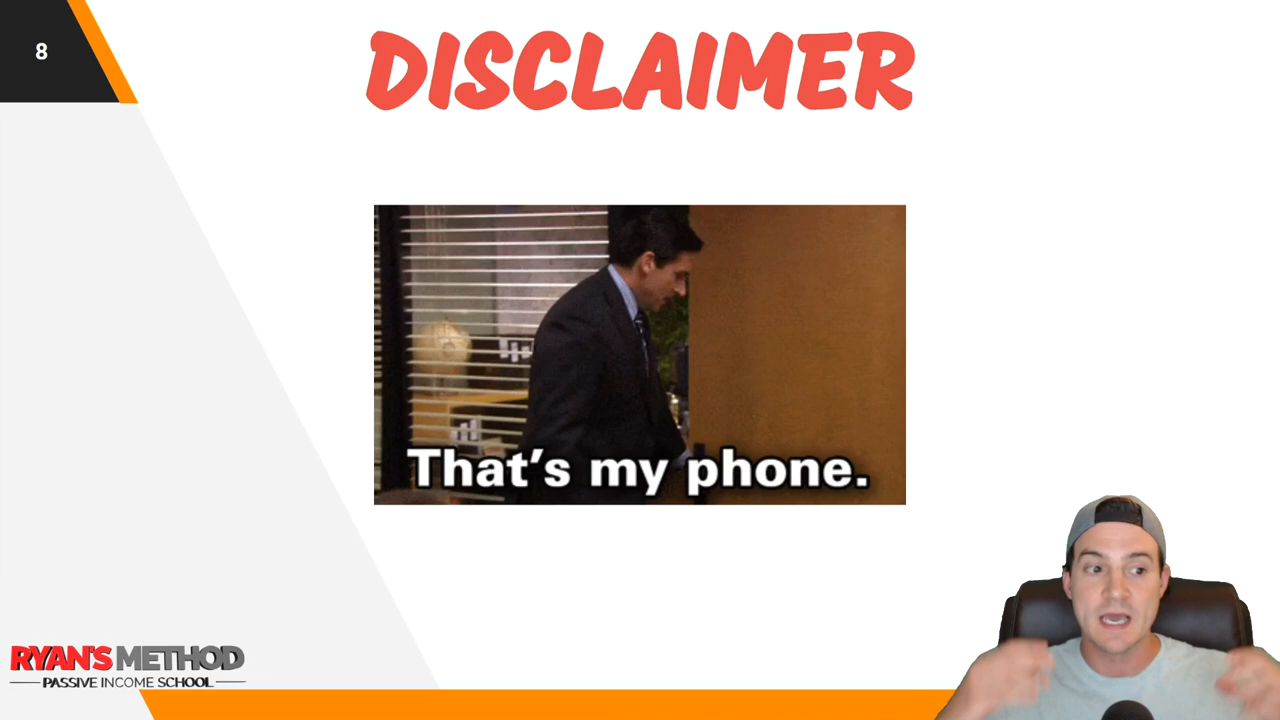 8
DISCLAIMER
That's my phone.
RYAN'S METHOD
PASSIVE INCOME SCHOOL